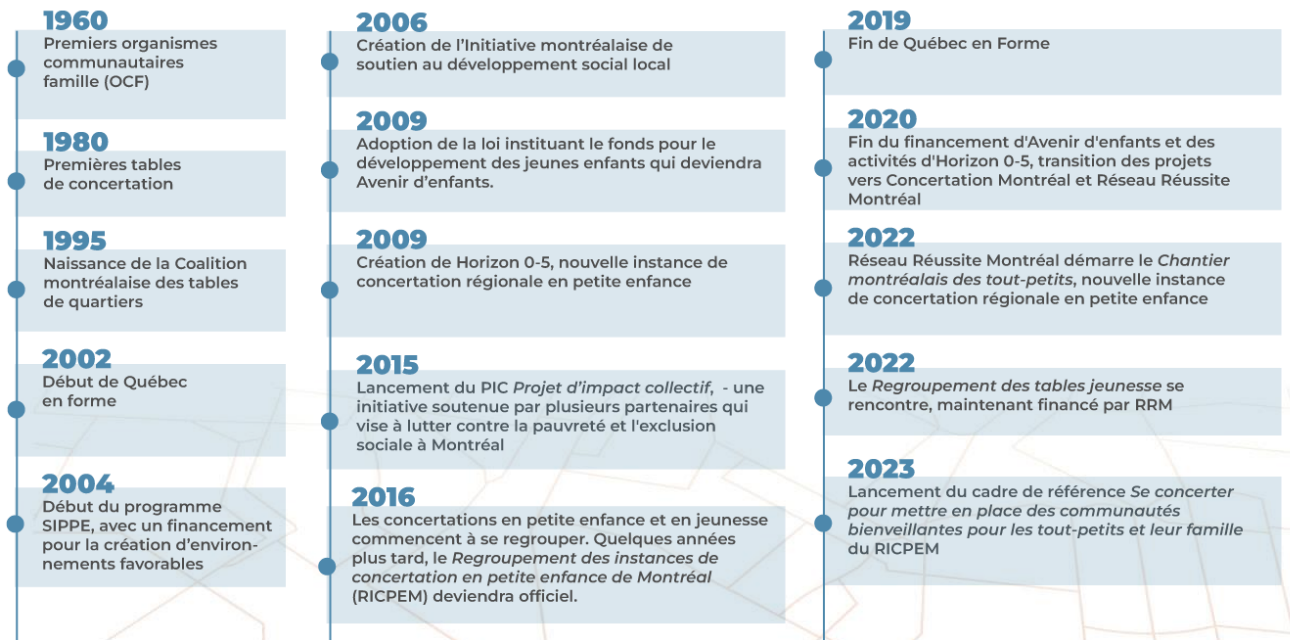 1960
Premiers organismes
communautaires
famille (OCF)
1980
Premières tables
de concertation
1995
Naissance de la Coalition
montréalaise des tables
de quartiers
2002
Début de Québec
en forme
2004
Début du programme
SIPPE, avec un financement
pour la création d’environ-
nements favorables
2006
Création de l’Initiative montréalaise de
soutien au développement social local
2009
Adoption de la loi instituant le fonds pour le
développement des jeunes enfants qui deviendra
Avenir d’enfants.
2009
Création de Horizon 0-5, nouvelle instance de
concertation régionale en petite enfance
2015
Lancement du PIC Projet d’impact collectif, - une
initiative soutenue par plusieurs partenaires qui
vise à lutter contre la pauvreté et l'exclusion
sociale à Montréal
2016
Les concertations en petite enfance et en jeunesse
commencent à se regrouper. Quelques années
plus tard, le Regroupement des instances de
concertation en petite enfance de Montréal
(RICPEM) deviendra officiel.
2019
Fin de Québec en Forme
2020
Fin du financement d'Avenir d'enfants et des
activités d'Horizon 0-5, transition des projets
vers Concertation Montréal et Réseau Réussite
Montréal
2022
Réseau Réussite Montréal démarre le Chantier
montréalais des tout-petits, nouvelle instance
de concertation régionale en petite enfance
2022
Le Regroupement des tables jeunesse se
rencontre, maintenant financé par RRM
2023
Lancement du cadre de référence Se concerter
pour mettre en place des communautés
bienveillantes pour les tout-petits et leur famille
du RICPEM